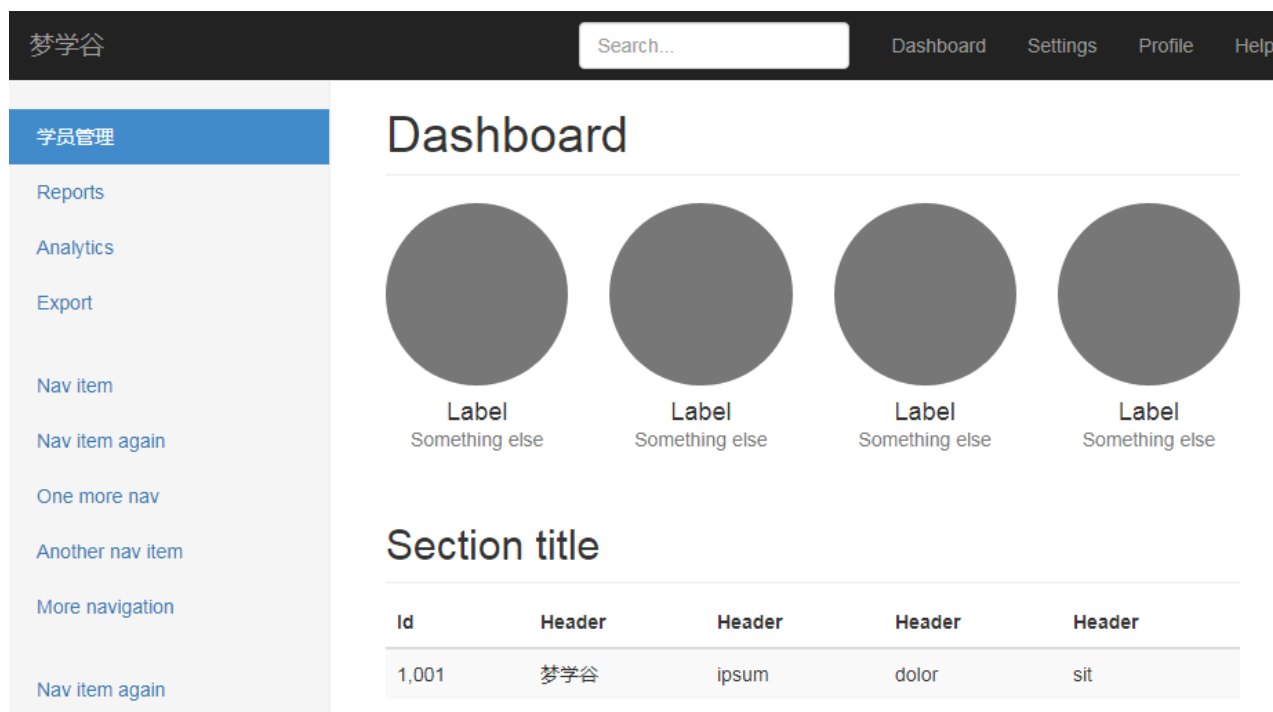 梦学谷 Search... Dashboard Settings Profile Help
学员管理
Reports
Analytics
Export
Nav item
Nav item again
One more nav
Another nav item
More navigation
Nav item again
Dashboard
Label Label Label Label
Something else Something else Something else Something else
Section title
Id Header Header Header Header
1,001 梦学谷 ipsum dolor sit